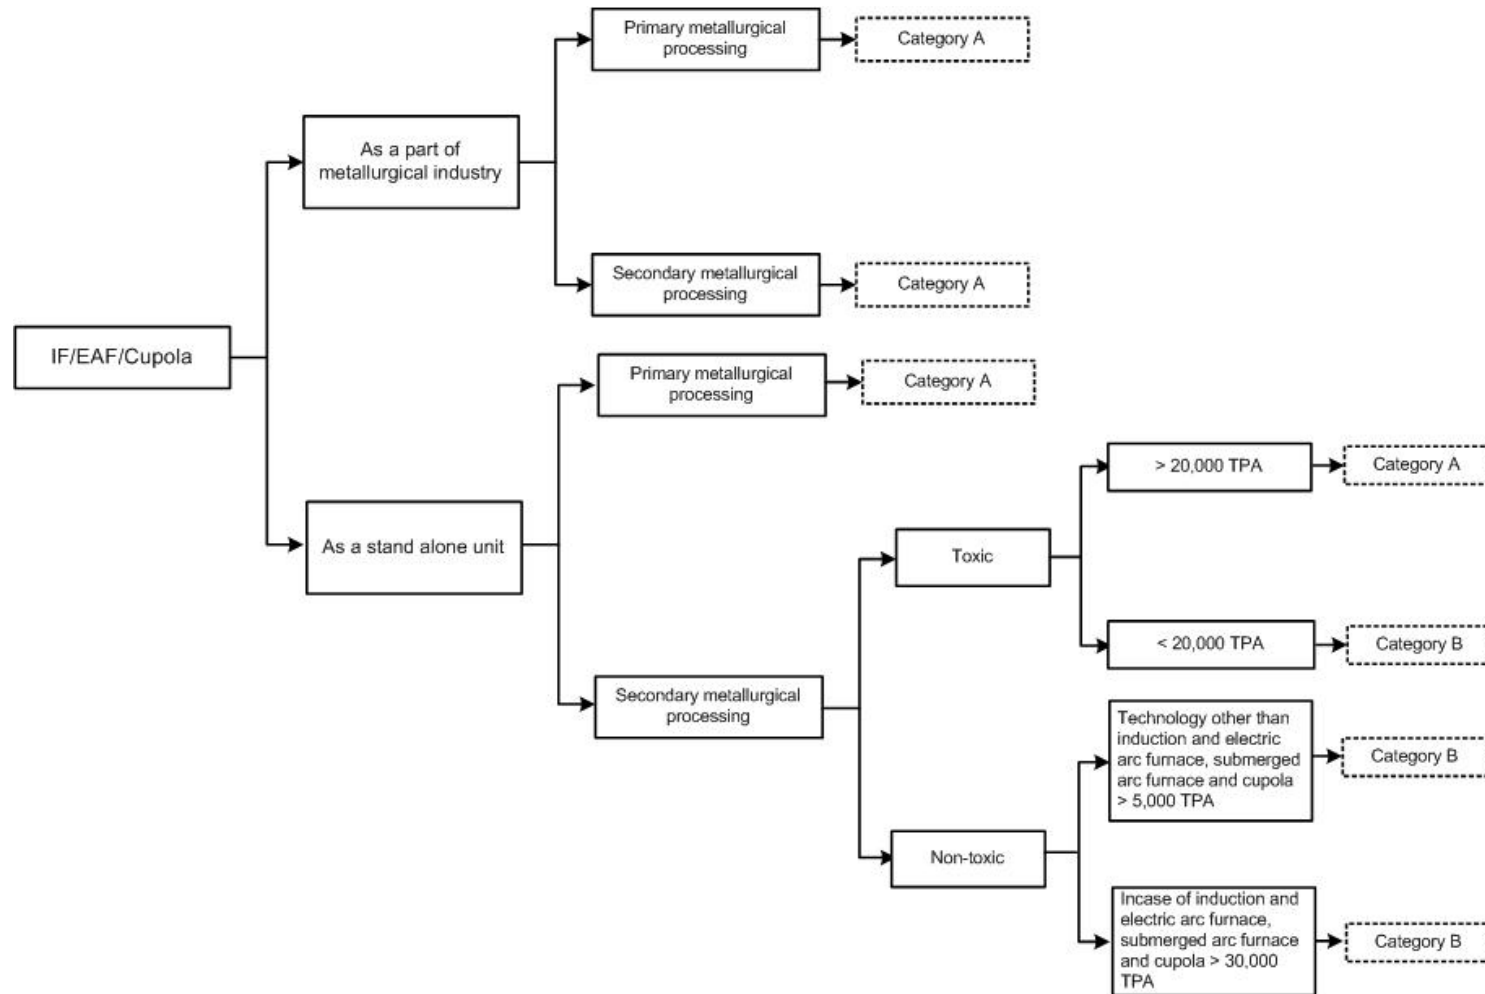 Primary metallurgical
processing
Category A
As a part of
metallurgical industry
Secondary metallurgical
processing
Category A
IF/EAF/Cupola
Primary metallurgical
processing
Category A
As a stand alone unit
Secondary metallurgical
processing
Toxic
> 20,000 TPA
Category A
< 20,000 TPA
Category B
Non-toxic
Technology other than
induction and electric
arc furnace, submerged
arc furnace and cupola
> 5,000 TPA
Category B
Incase of induction and
electric arc furnace,
submerged arc furnace
and cupola > 30,000
TPA
Category B